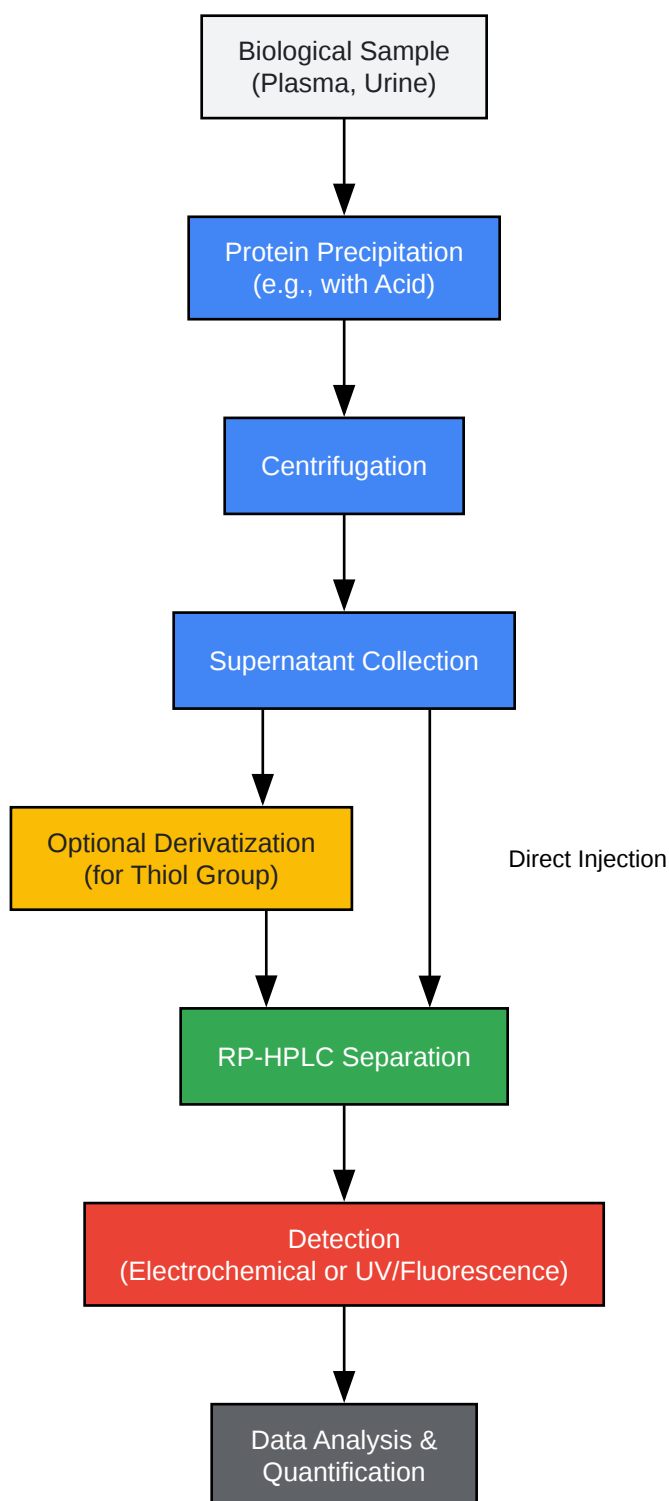 Biological Sample
(Plasma, Urine)
Protein Precipitation
(e.g., with Acid)
Centrifugation
Supernatant Collection
Optional Derivatization
(for Thiol Group)
Direct Injection
RP-HPLC Separation
Detection
(Electrochemical or UV/Fluorescence)
Data Analysis &
Quantification